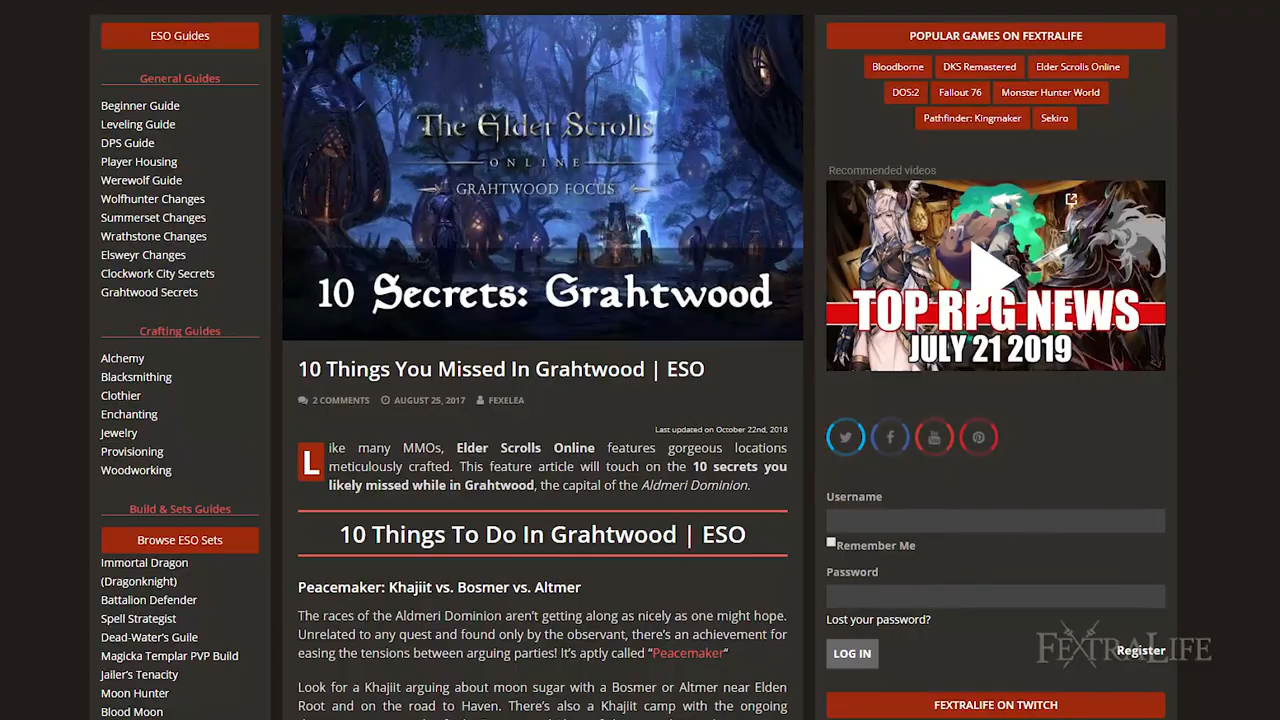 ESO Guides
General Guides
Beginner Guide
Leveling Guide
DPS Guide
Player Housing
Werewolf Guide
Wolfhunter Changes
Summerset Changes
Wrathstone Changes
Elsweyr Changes
Clockwork City Secrets
Grahtwood Secrets
Crafting Guides
Alchemy
Blacksmithing
Clothier
Enchanting
Jewelry
Provisioning
Woodworking
Build & Sets Guides
Browse ESO Sets
Immortal Dragon
(Dragonknight)
Battalion Defender
Spell Strategist
Dead-Water's Guile
Magicka Templar PVP Build
Jailer's Tenacity
Moon Hunter
Blood Moon
The Elder Scrolls
ONLINE
GRAHTWOOD FOCUS
10 Secrets: Grahtwood
10 Things You Missed In Grahtwood | ESO
2 COMMENTS AUGUST 25, 2017 FEXELEA
Last updated on October 22nd, 2018
Like many MMOs, Elder Scrolls Online features gorgeous locations
meticulously crafted. This feature article will touch on the 10 secrets you
likely missed while in Grahtwood, the capital of the Aldmeri Dominion.
10 Things To Do In Grahtwood | ESO
Peacemaker: Khajiit vs. Bosmer vs. Altmer
The races of the Aldmeri Dominion aren't getting along as nicely as one might hope.
Unrelated to any quest and found only by the observant, there's an achievement for
easing the tensions between arguing parties! It's aptly called "Peacemaker"
Look for a Khajiit arguing about moon sugar with a Bosmer or Altmer near Elden
Root and on the road to Haven. There's also a Khajiit camp with the ongoing
POPULAR GAMES ON FEXTRALIFE
Bloodborne DKS Remastered Elder Scrolls Online
DOS:2 Fallout 76 Monster Hunter World
Pathfinder: Kingmaker Sekiro
Recommended videos
TOP RPG NEWS
JULY 21 2019
Username
Remember Me
Password
Lost your password?
LOG IN
Register
FEXTRALIFE
FEXTRALIFE ON TWITCH